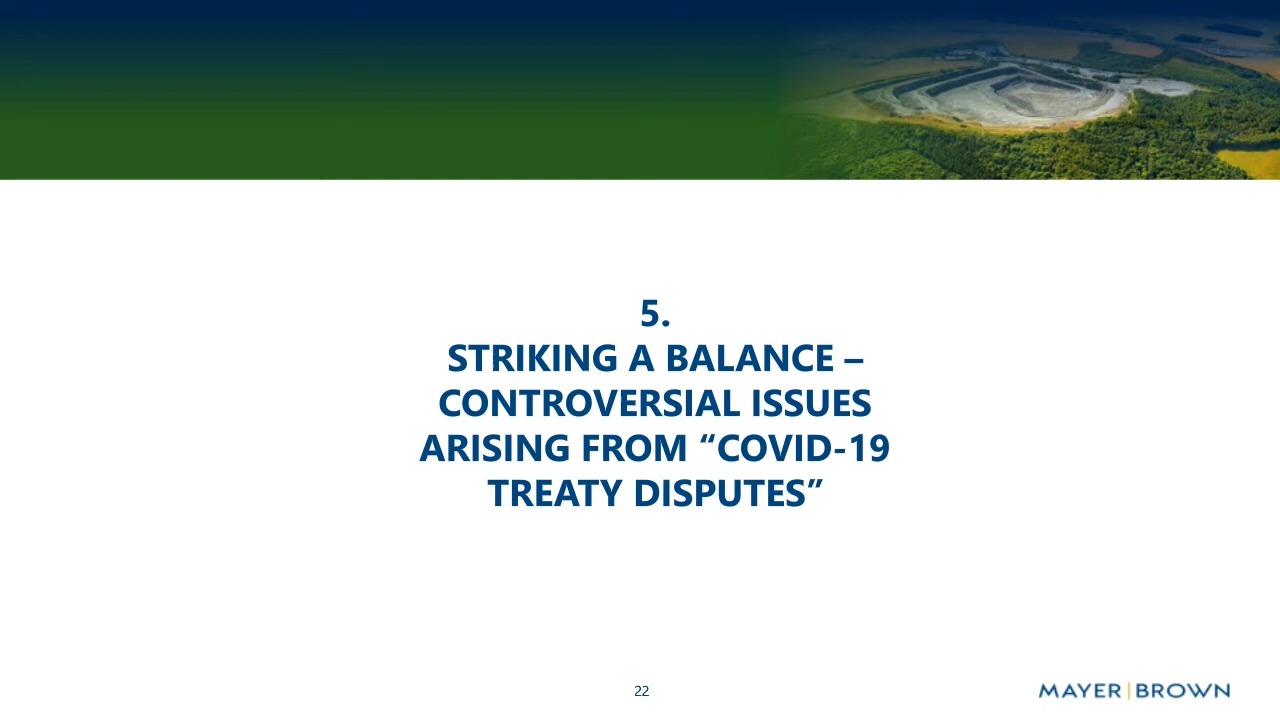 5.
STRIKING A BALANCE –
CONTROVERSIAL ISSUES
ARISING FROM “COVID-19
TREATY DISPUTES”
22
MAYER|BROWN